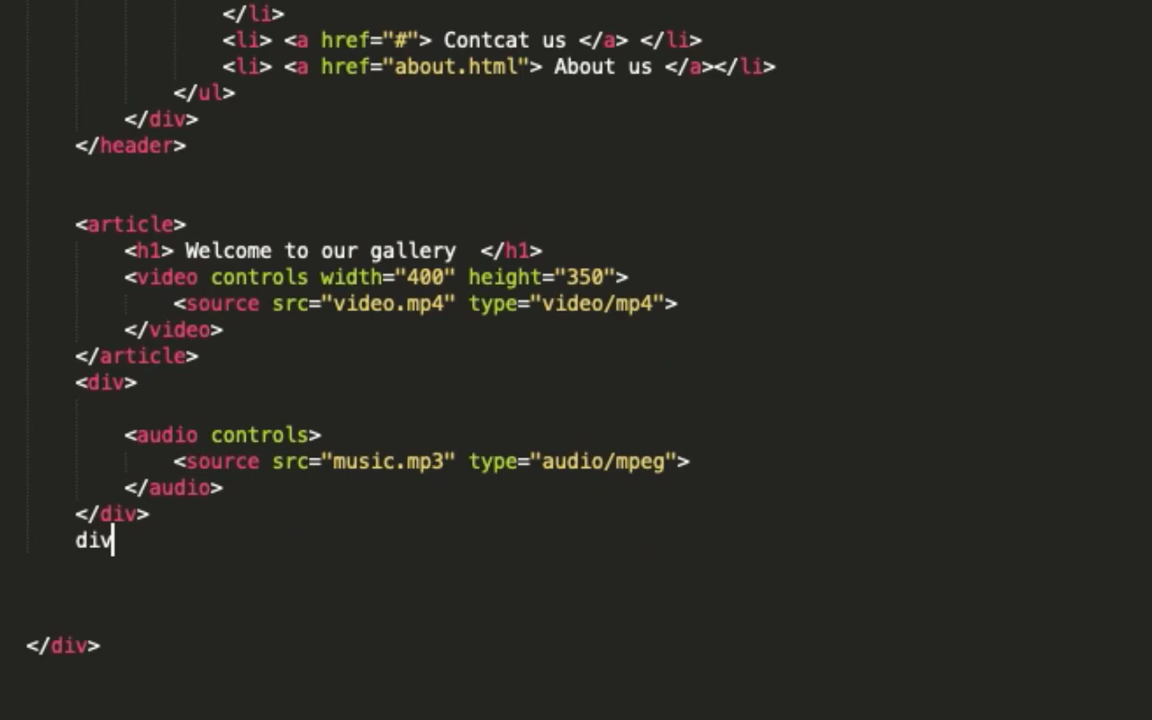 </li>
<li> <a href="#"> Contcat us </a> </li>
<li> <a href="about.html"> About us </a></li>
</ul>
</div>
</header>
<article>
<h1> Welcome to our gallery  </h1>
<video controls width="400" height="350">
<source src="video.mp4" type="video/mp4">
</video>
</article>
<div>
<audio controls>
<source src="music.mp3" type="audio/mpeg">
</audio>
</div>
div
</div>